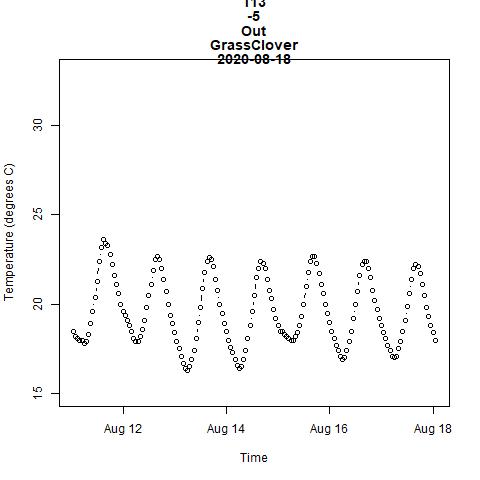 113
-5
Out
GrassClover
2020-08-18
Temperature (degrees C)
30
25
20
15
Aug 12
Aug 14
Aug 16
Aug 18
Time